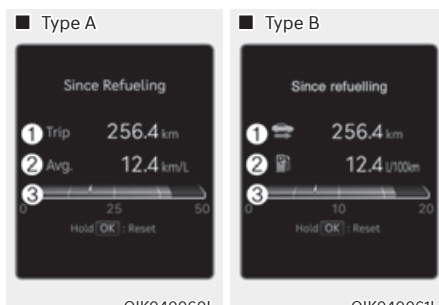 ■ Type A
Since Refueling
① Trip 256.4 km
② Avg. 12.4 km/L
③
0 25 50
Hold OK : Reset
■ Type B
Since refuelling
① 256.4 km
② 12.4 l/100km
③
0 10 20
Hold OK : Reset